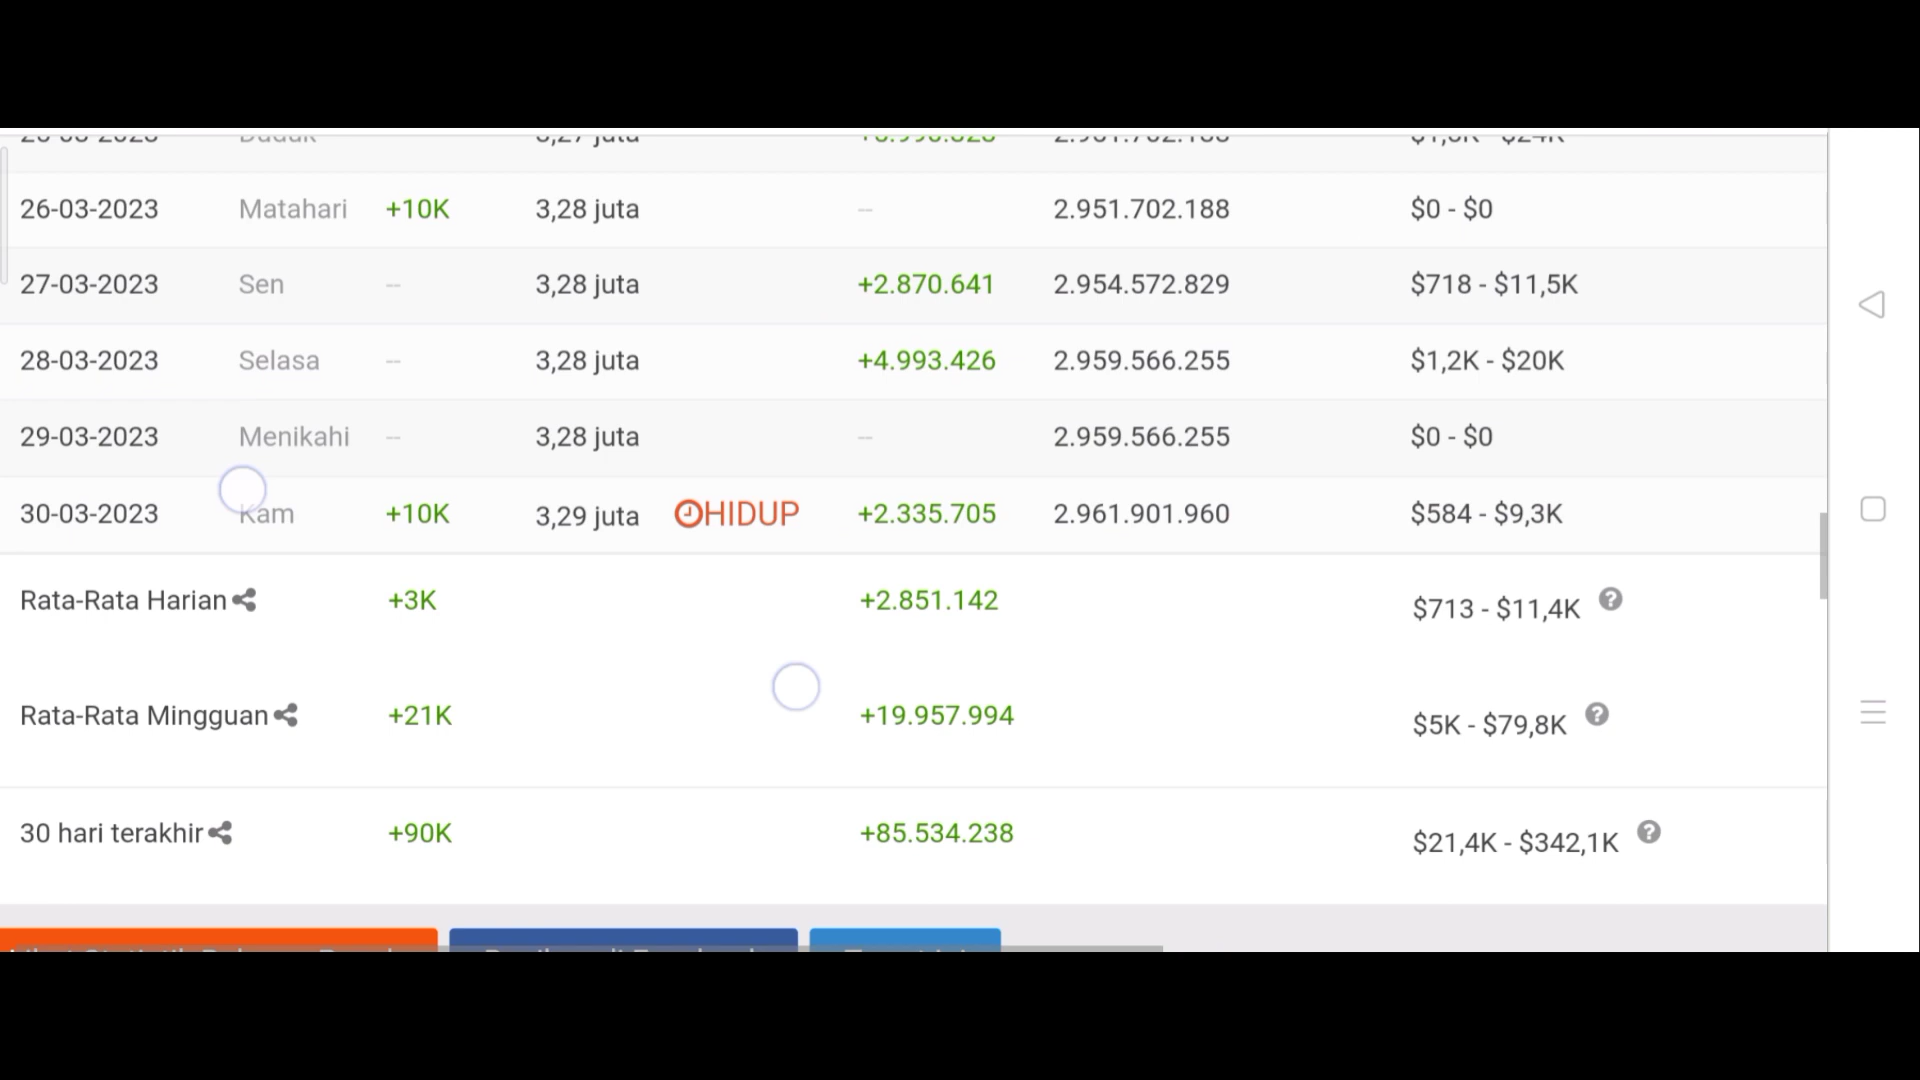 26-03-2023 Matahari +10K 3,28 juta -- 2.951.702.188 $0 - $0
27-03-2023 Sen -- 3,28 juta +2.870.641 2.954.572.829 $718 - $11,5K
28-03-2023 Selasa -- 3,28 juta +4.993.426 2.959.566.255 $1,2K - $20K
29-03-2023 Menikahi -- 3,28 juta -- 2.959.566.255 $0 - $0
30-03-2023 Kam +10K 3,29 juta HIDUP +2.335.705 2.961.901.960 $584 - $9,3K
Rata-Rata Harian +3K +2.851.142 $713 - $11,4K
Rata-Rata Mingguan +21K +19.957.994 $5K - $79,8K
30 hari terakhir +90K +85.534.238 $21,4K - $342,1K